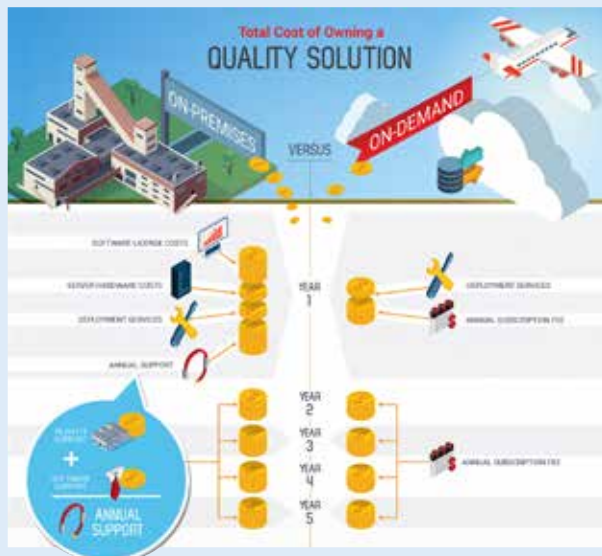 Total Cost of Owning a
QUALITY SOLUTION
ON-PREMISES
ON-DEMAND
VERSUS
SOFTWARE LICENSE COSTS
SERVER/HARDWARE COSTS
DEPLOYMENT SERVICES
ANNUAL SUPPORT
YEAR
1
DEPLOYMENT SERVICES
ANNUAL SUBSCRIPTION FEE
YEAR
2
YEAR
3
YEAR
4
YEAR
5
SUPPORT
+
SUPPORT
ANNUAL
SUPPORT
ANNUAL SUBSCRIPTION FEE